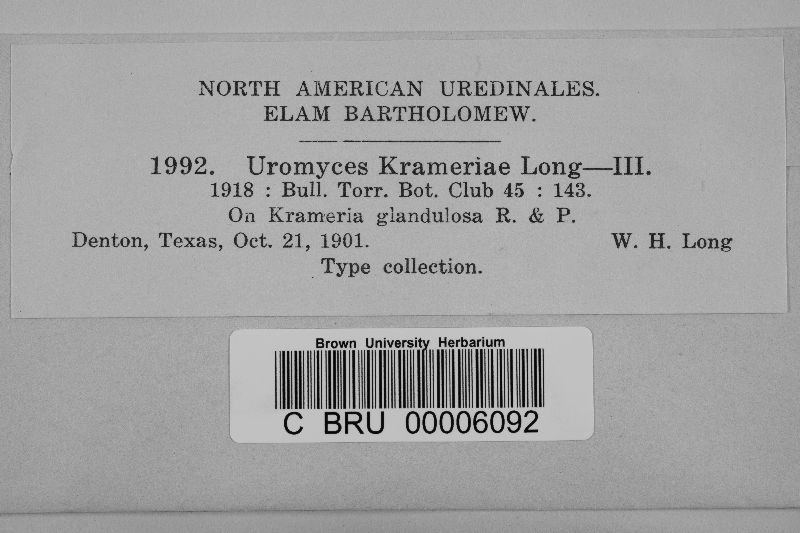 NORTH AMERICAN UREDINALES.
ELAM BARTHOLOMEW.
1992. Uromyces Krameriae Long—III.
1918 : Bull. Torr. Bot. Club 45 : 143.
On Krameria glandulosa R. & P.
Denton, Texas, Oct. 21, 1901. W. H. Long
Type collection.
Brown University Herbarium
C BRU 00006092